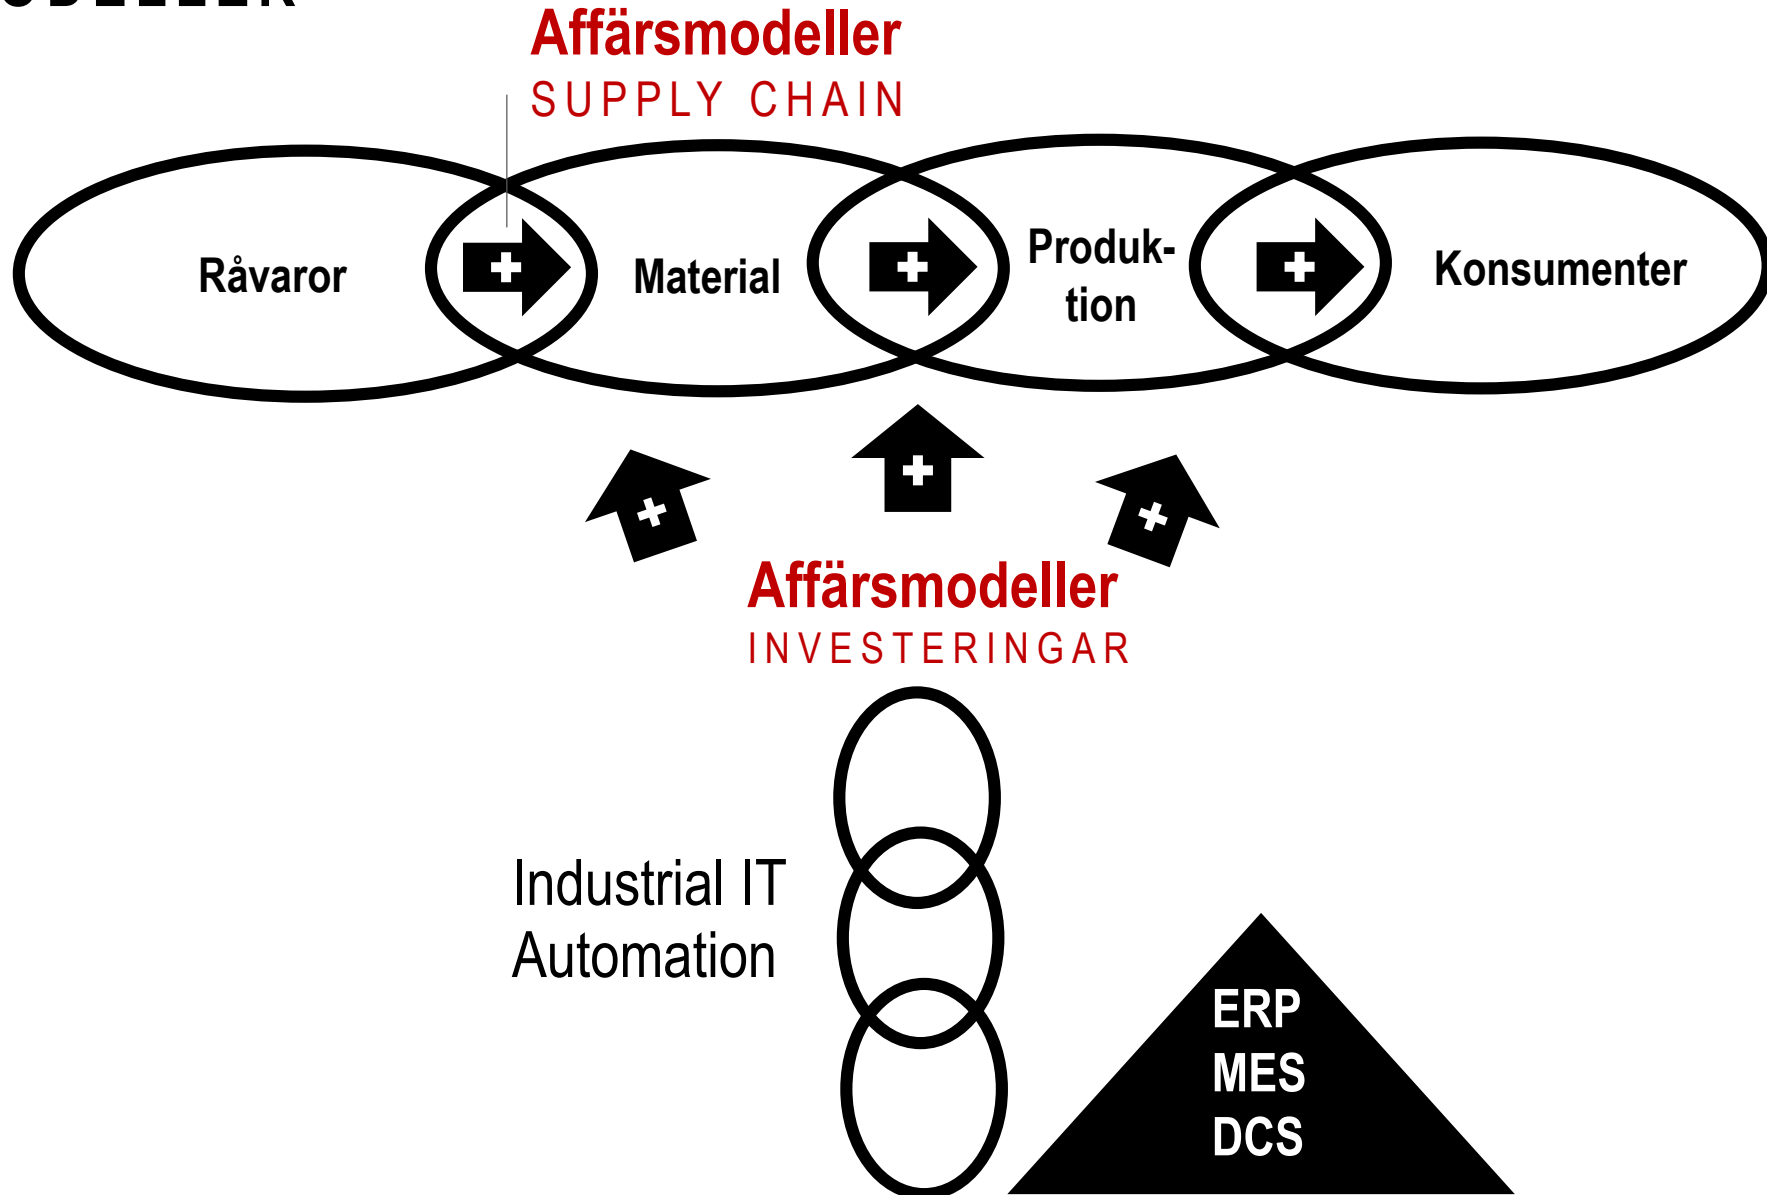 Affärsmodeller
SUPPLY CHAIN
Råvaror
Material
Produk-
tion
Konsumenter
Affärsmodeller
INVESTERINGAR
Industrial IT
Automation
ERP
MES
DCS